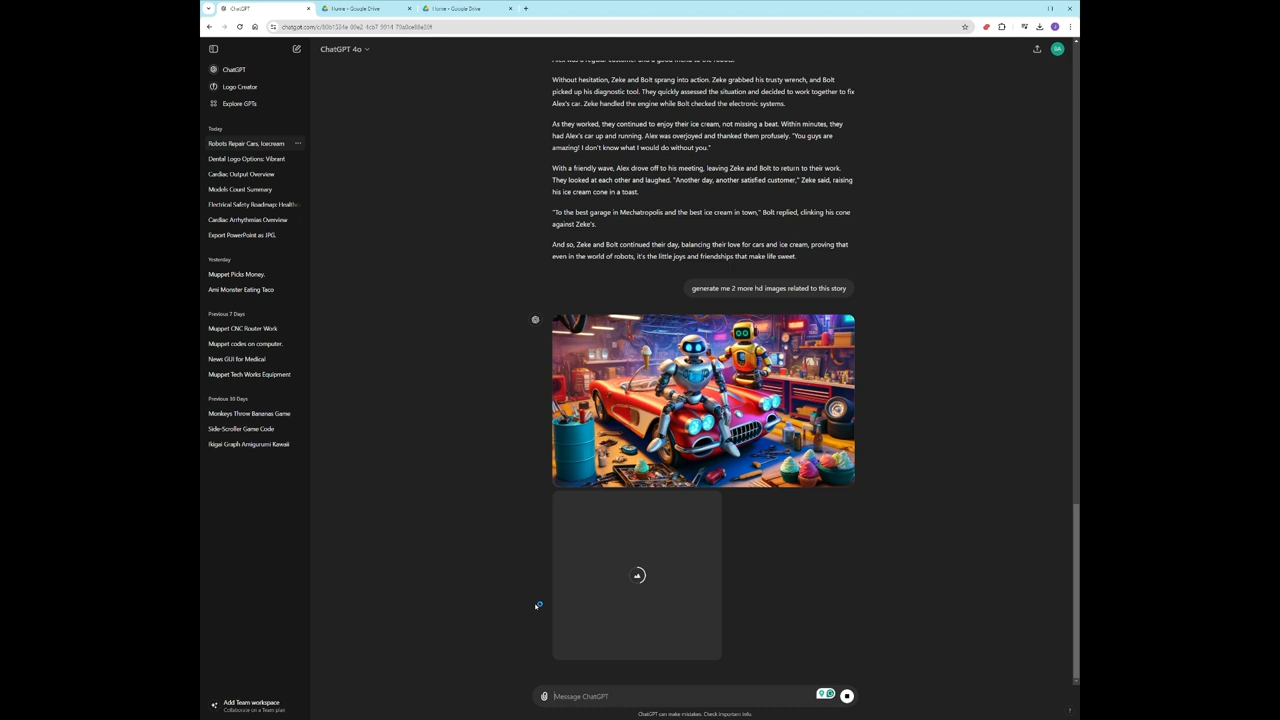 ChatGPT
Home - Google Drive
Home - Google Drive
ChatGPT 4o
ChatGPT
Logo Creator
Explore GPTs
Today
Robots Repair Cars, Icecream
Dental Logo Options: Vibrant
Cardiac Output Overview
Models Count Summary
Electrical Safety Roadmap: Health
Cardiac Arrhythmias Overview
Export PowerPoint as JPG.
Yesterday
Muppet Picks Money.
Ami Monster Eating Taco
Previous 7 Days
Muppet CNC Router Work
Muppet codes on computer.
News GUI for Medical
Muppet Tech Works Equipment
Previous 30 Days
Monkeys Throw Bananas Game
Side-Scroller Game Code
Ikigai Graph Amigurumi Kawaii
Add Team workspace
Collaborate on a Team plan
Without hesitation, Zeke and Bolt sprang into action. Zeke grabbed his trusty wrench, and Bolt
picked up his diagnostic tool. They quickly assessed the situation and decided to work together to fix
Alex's car. Zeke handled the engine while Bolt checked the electronic systems.
As they worked, they continued to enjoy their ice cream, not missing a beat. Within minutes, they
had Alex's car up and running. Alex was overjoyed and thanked them profusely. "You guys are
amazing! I don't know what I would do without you."
With a friendly wave, Alex drove off to his meeting, leaving Zeke and Bolt to return to their work.
They looked at each other and laughed. "Another day, another satisfied customer," Zeke said, raising
his ice cream cone in a toast.
"To the best garage in Mechatropolis and the best ice cream in town," Bolt replied, clinking his cone
against Zeke's.
And so, Zeke and Bolt continued their day, balancing their love for cars and ice cream, proving that
even in the world of robots, it's the little joys and friendships that make life sweet.
generate me 2 more hd images related to this story
Message ChatGPT
ChatGPT can make mistakes. Check important info.